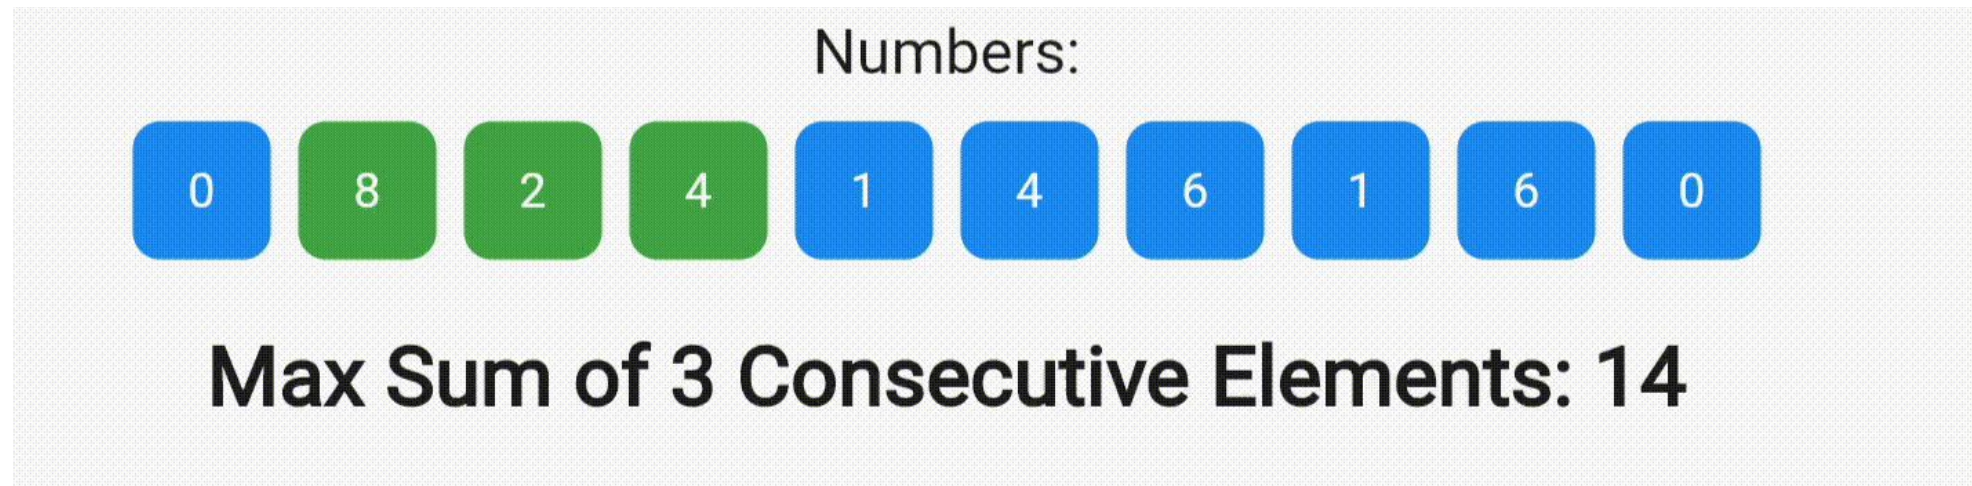 Numbers:
0 8 2 4 1 4 6 1 6 0
Max Sum of 3 Consecutive Elements: 14